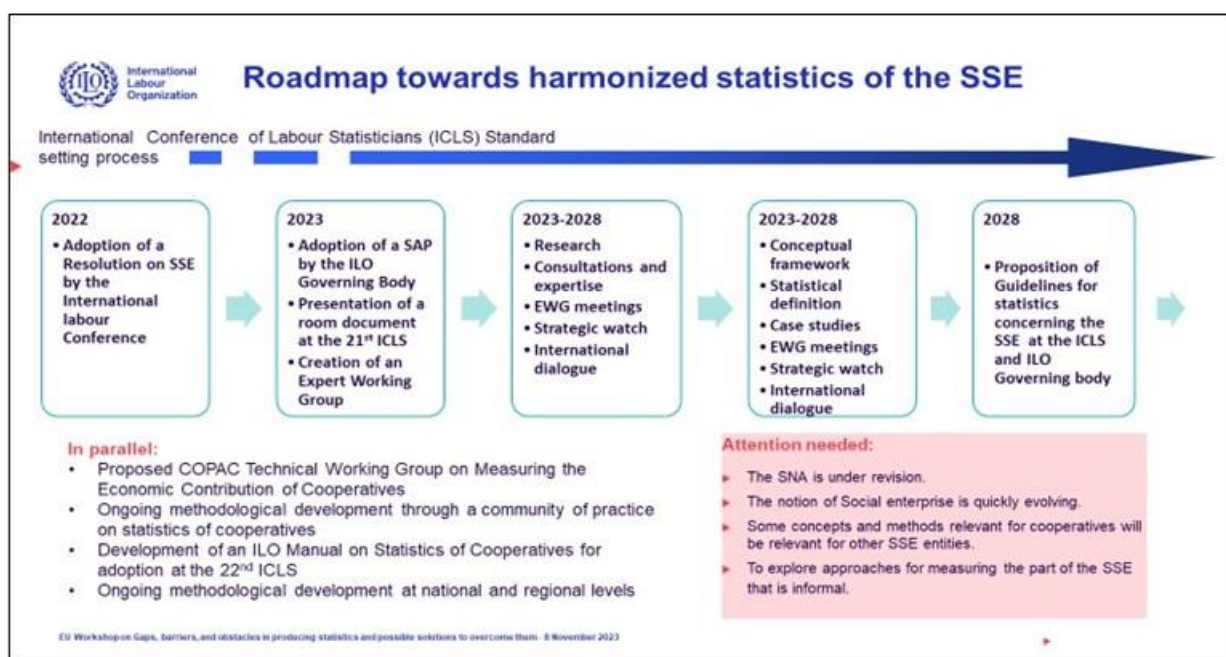 International
Labour
Organization
Roadmap towards harmonized statistics of the SSE
International Conference of Labour Statisticians (ICLS) Standard
setting process
2022
• Adoption of a
Resolution on SSE
by the
International
labour
Conference
2023
• Adoption of a SAP
by the ILO
Governing Body
• Presentation of a
room document
at the 21st ICLS
• Creation of an
Expert Working
Group
2023-2028
• Research
• Consultations and
expertise
• EWG meetings
• Strategic watch
• International
dialogue
2023-2028
• Conceptual
framework
• Statistical
definition
• Case studies
• EWG meetings
• Strategic watch
• International
dialogue
2028
• Proposition of
Guidelines for
statistics
concerning the
SSE at the ICLS
and ILO
Governing body
In parallel:
• Proposed COPAC Technical Working Group on Measuring the
Economic Contribution of Cooperatives
• Ongoing methodological development through a community of practice
on statistics of cooperatives
• Development of an ILO Manual on Statistics of Cooperatives for
adoption at the 22nd ICLS
• Ongoing methodological development at national and regional levels
Attention needed:
The SNA is under revision.
The notion of Social enterprise is quickly evolving.
Some concepts and methods relevant for cooperatives will
be relevant for other SSE entities.
To explore approaches for measuring the part of the SSE
that is informal.
EU Workshop on Gaps, barriers, and obstacles in producing statistics and possible solutions to overcome them - 8 November 2023